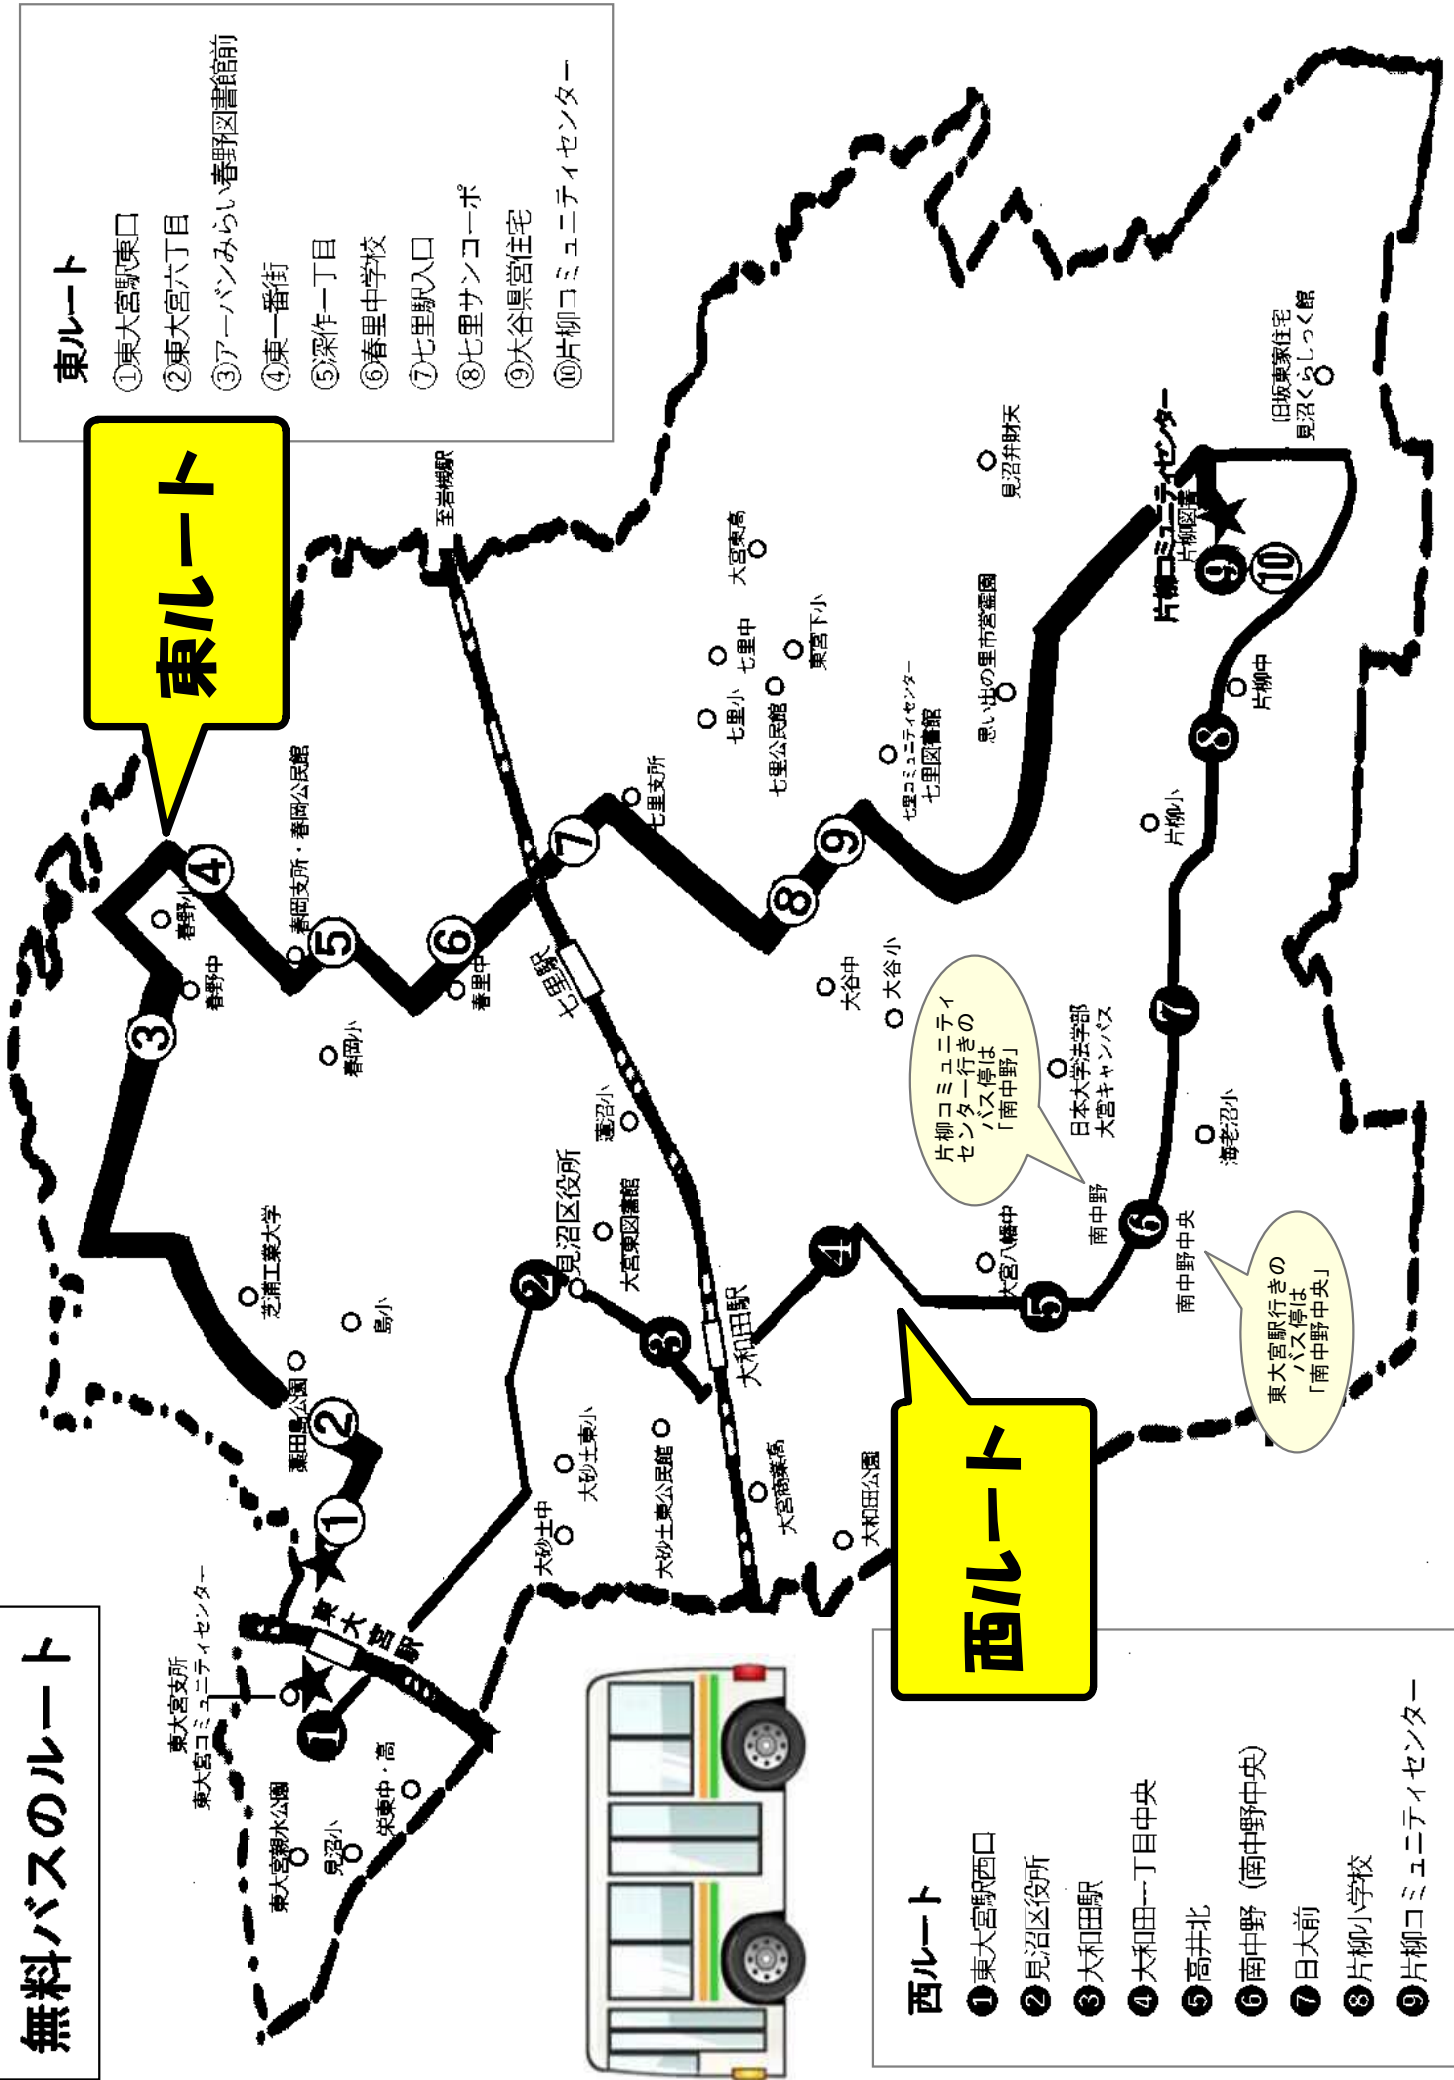 無料バスのルート
東ルート
①東大宮駅東口
②東大宮六丁目
③アーバンみらい春野図書館前
④東一番街
⑤深作一丁目
⑥春里中学校
⑦七里駅入口
⑧七里サンコーポ
⑨大谷県営住宅
⑩片柳コミュニティセンター
東ルート
西ルート
西ルート
❶東大宮駅西口
❷見沼区役所
❸大和田駅
❹大和田一丁目中央
❺高井北
❻南中野（南中野中央）
❼日大前
❽片柳小学校
❾片柳コミュニティセンター
至岩槻駅
春岡支所・春岡公民館
春野小
春野中
春岡小
春里中
七里駅
七里支所
大宮東高
七里中
七里小
東宮下小
七里公民館
七里コミュニティセンター
七里図書館
見沼弁財天
思い出の里市営霊園
片柳コミュニティセンター
片柳図書
旧坂東家住宅
見沼くらしっく館
片柳中
片柳小
大谷中
大谷小
片柳コミュニティ
センター行きの
バス停は
「南中野」
日本大学法学部
大宮キャンパス
海老沼小
南中野
南中野中央
大宮八幡中
東大宮駅行きの
バス停は
「南中野中央」
蓮沼小
見沼区役所
大宮東図書館
大和田駅
芝浦工業大学
島小
藁田島公園
大砂土東小
大砂土中
大砂土東公民館
大宮商業高
大和田公園
東大宮駅
東大宮支所
東大宮コミュニティセンター
東大宮親水公園
見沼小
栄東中・高
①
②
③
④
⑤
⑥
⑦
⑧
⑨
⑩
❶
❷
❸
❹
❺
❻
❼
❽
❾